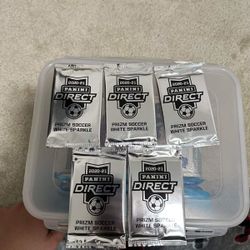 2020-21
PANINI
DIRECT
PRIZM SOCCER
WHITE SPARKLE
2020-21
PANINI
DIRECT
PRIZM SOCCER
WHITE SPARKLE
2020-21
PANINI
DIRECT
PRIZM SOCCER
WHITE SPARKLE
2020-21
PANINI
DIRECT
PRIZM SOCCER
WHITE SPARKLE
2020-21
PANINI
DIRECT
PRIZM SOCCER
WHITE SPARKLE